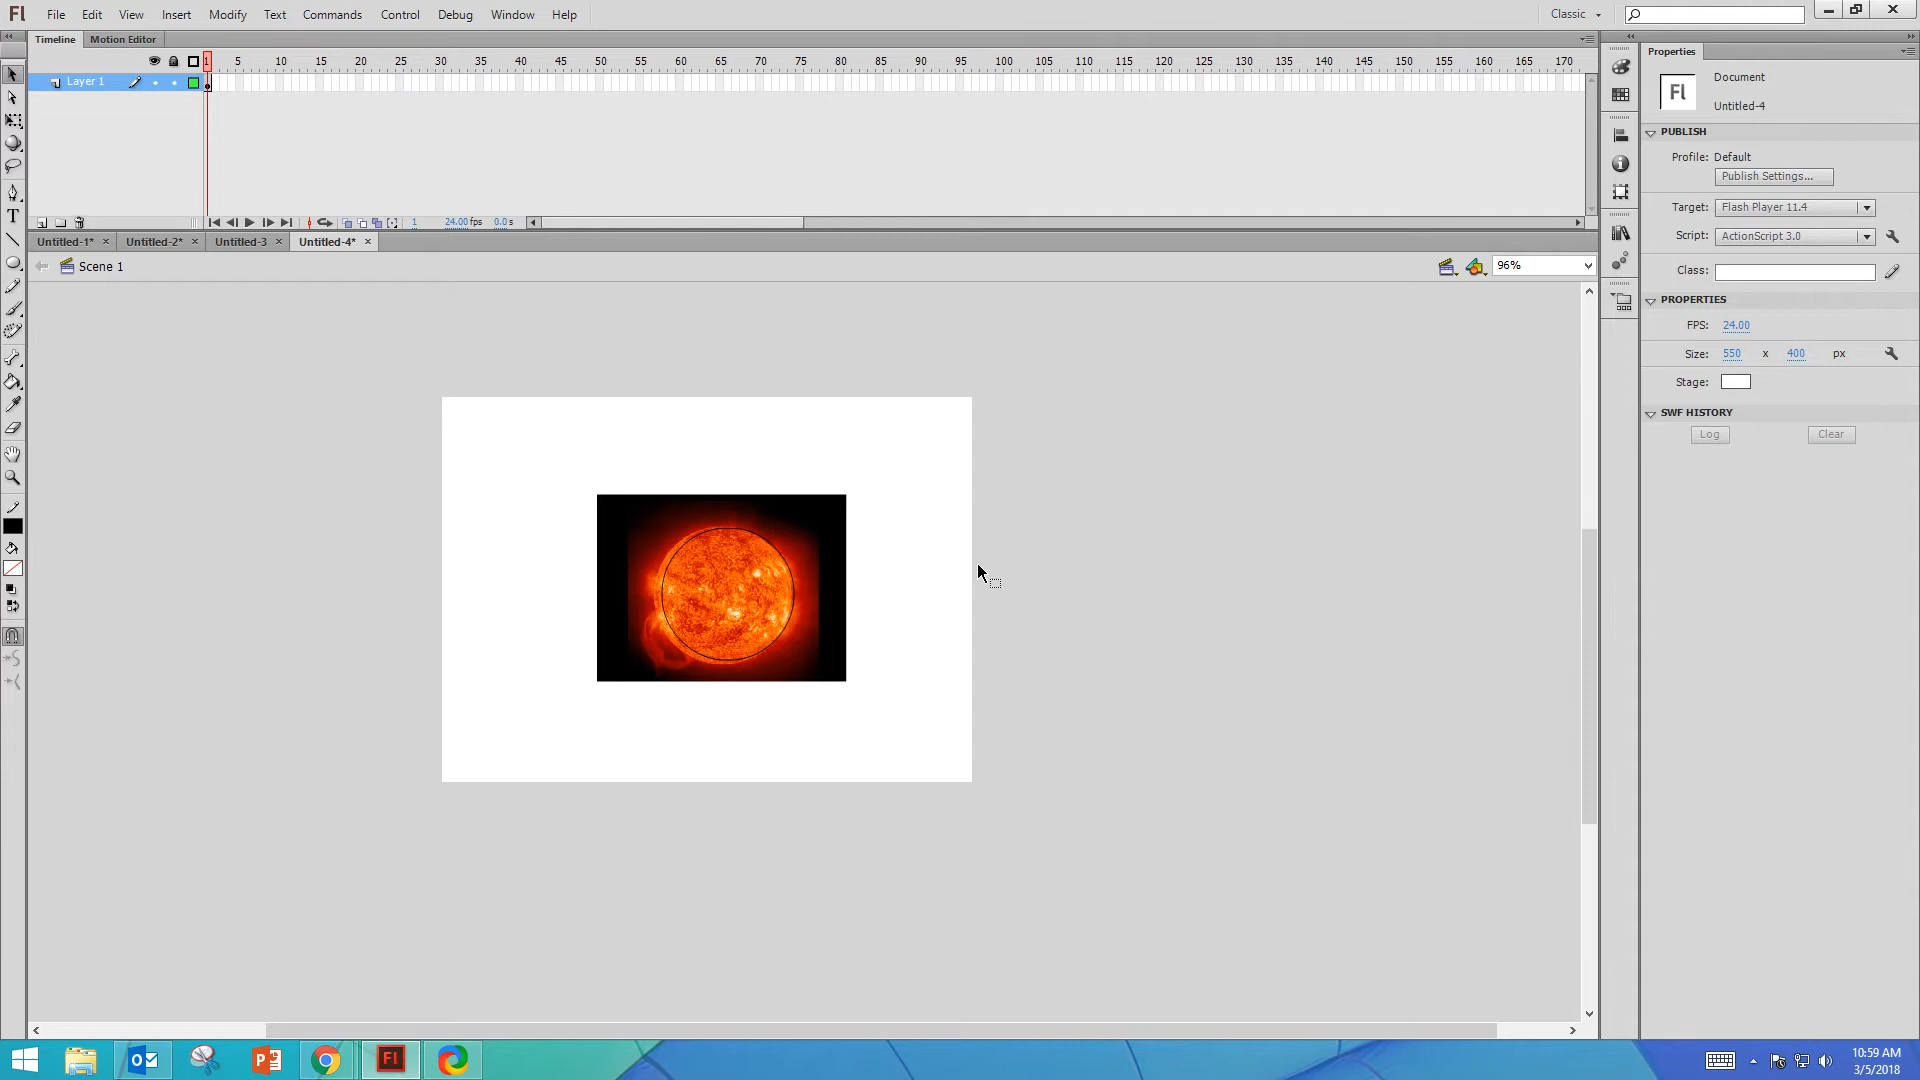 Fl File Edit View Insert Modify Text Commands Control Debug Window Help Classic
Timeline Motion Editor
1 5 10 15 20 25 30 35 40 45 50 55 60 65 70 75 80 85 90 95 100 105 110 115 120 125 130 135 140 145 150 155 160 165 170
Layer 1
1 24.00 fps 0.0 s
Untitled-1* × Untitled-2* × Untitled-3 × Untitled-4* ×
Scene 1 96%
Properties
Fl
Document
Untitled-4
PUBLISH
Profile: Default
Publish Settings...
Target: Flash Player 11.4
Script: ActionScript 3.0
Class:
PROPERTIES
FPS: 24.00
Size: 550 x 400 px
Stage:
SWF HISTORY
Log Clear
T
Fl
10:59 AM
3/5/2018